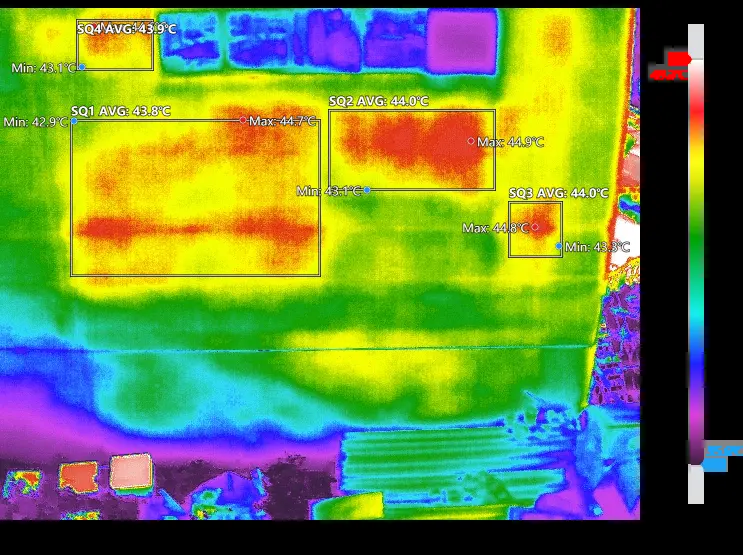 SQ4 AVG: 43.9°C
Min: 43.1°C
SQ1 AVG: 43.8°C
Min: 42.9°C
Max: 44.7°C
SQ2 AVG: 44.0°C
Max: 44.9°C
Min: 43.1°C
SQ3 AVG: 44.0°C
Max: 44.8°C
Min: 43.3°C